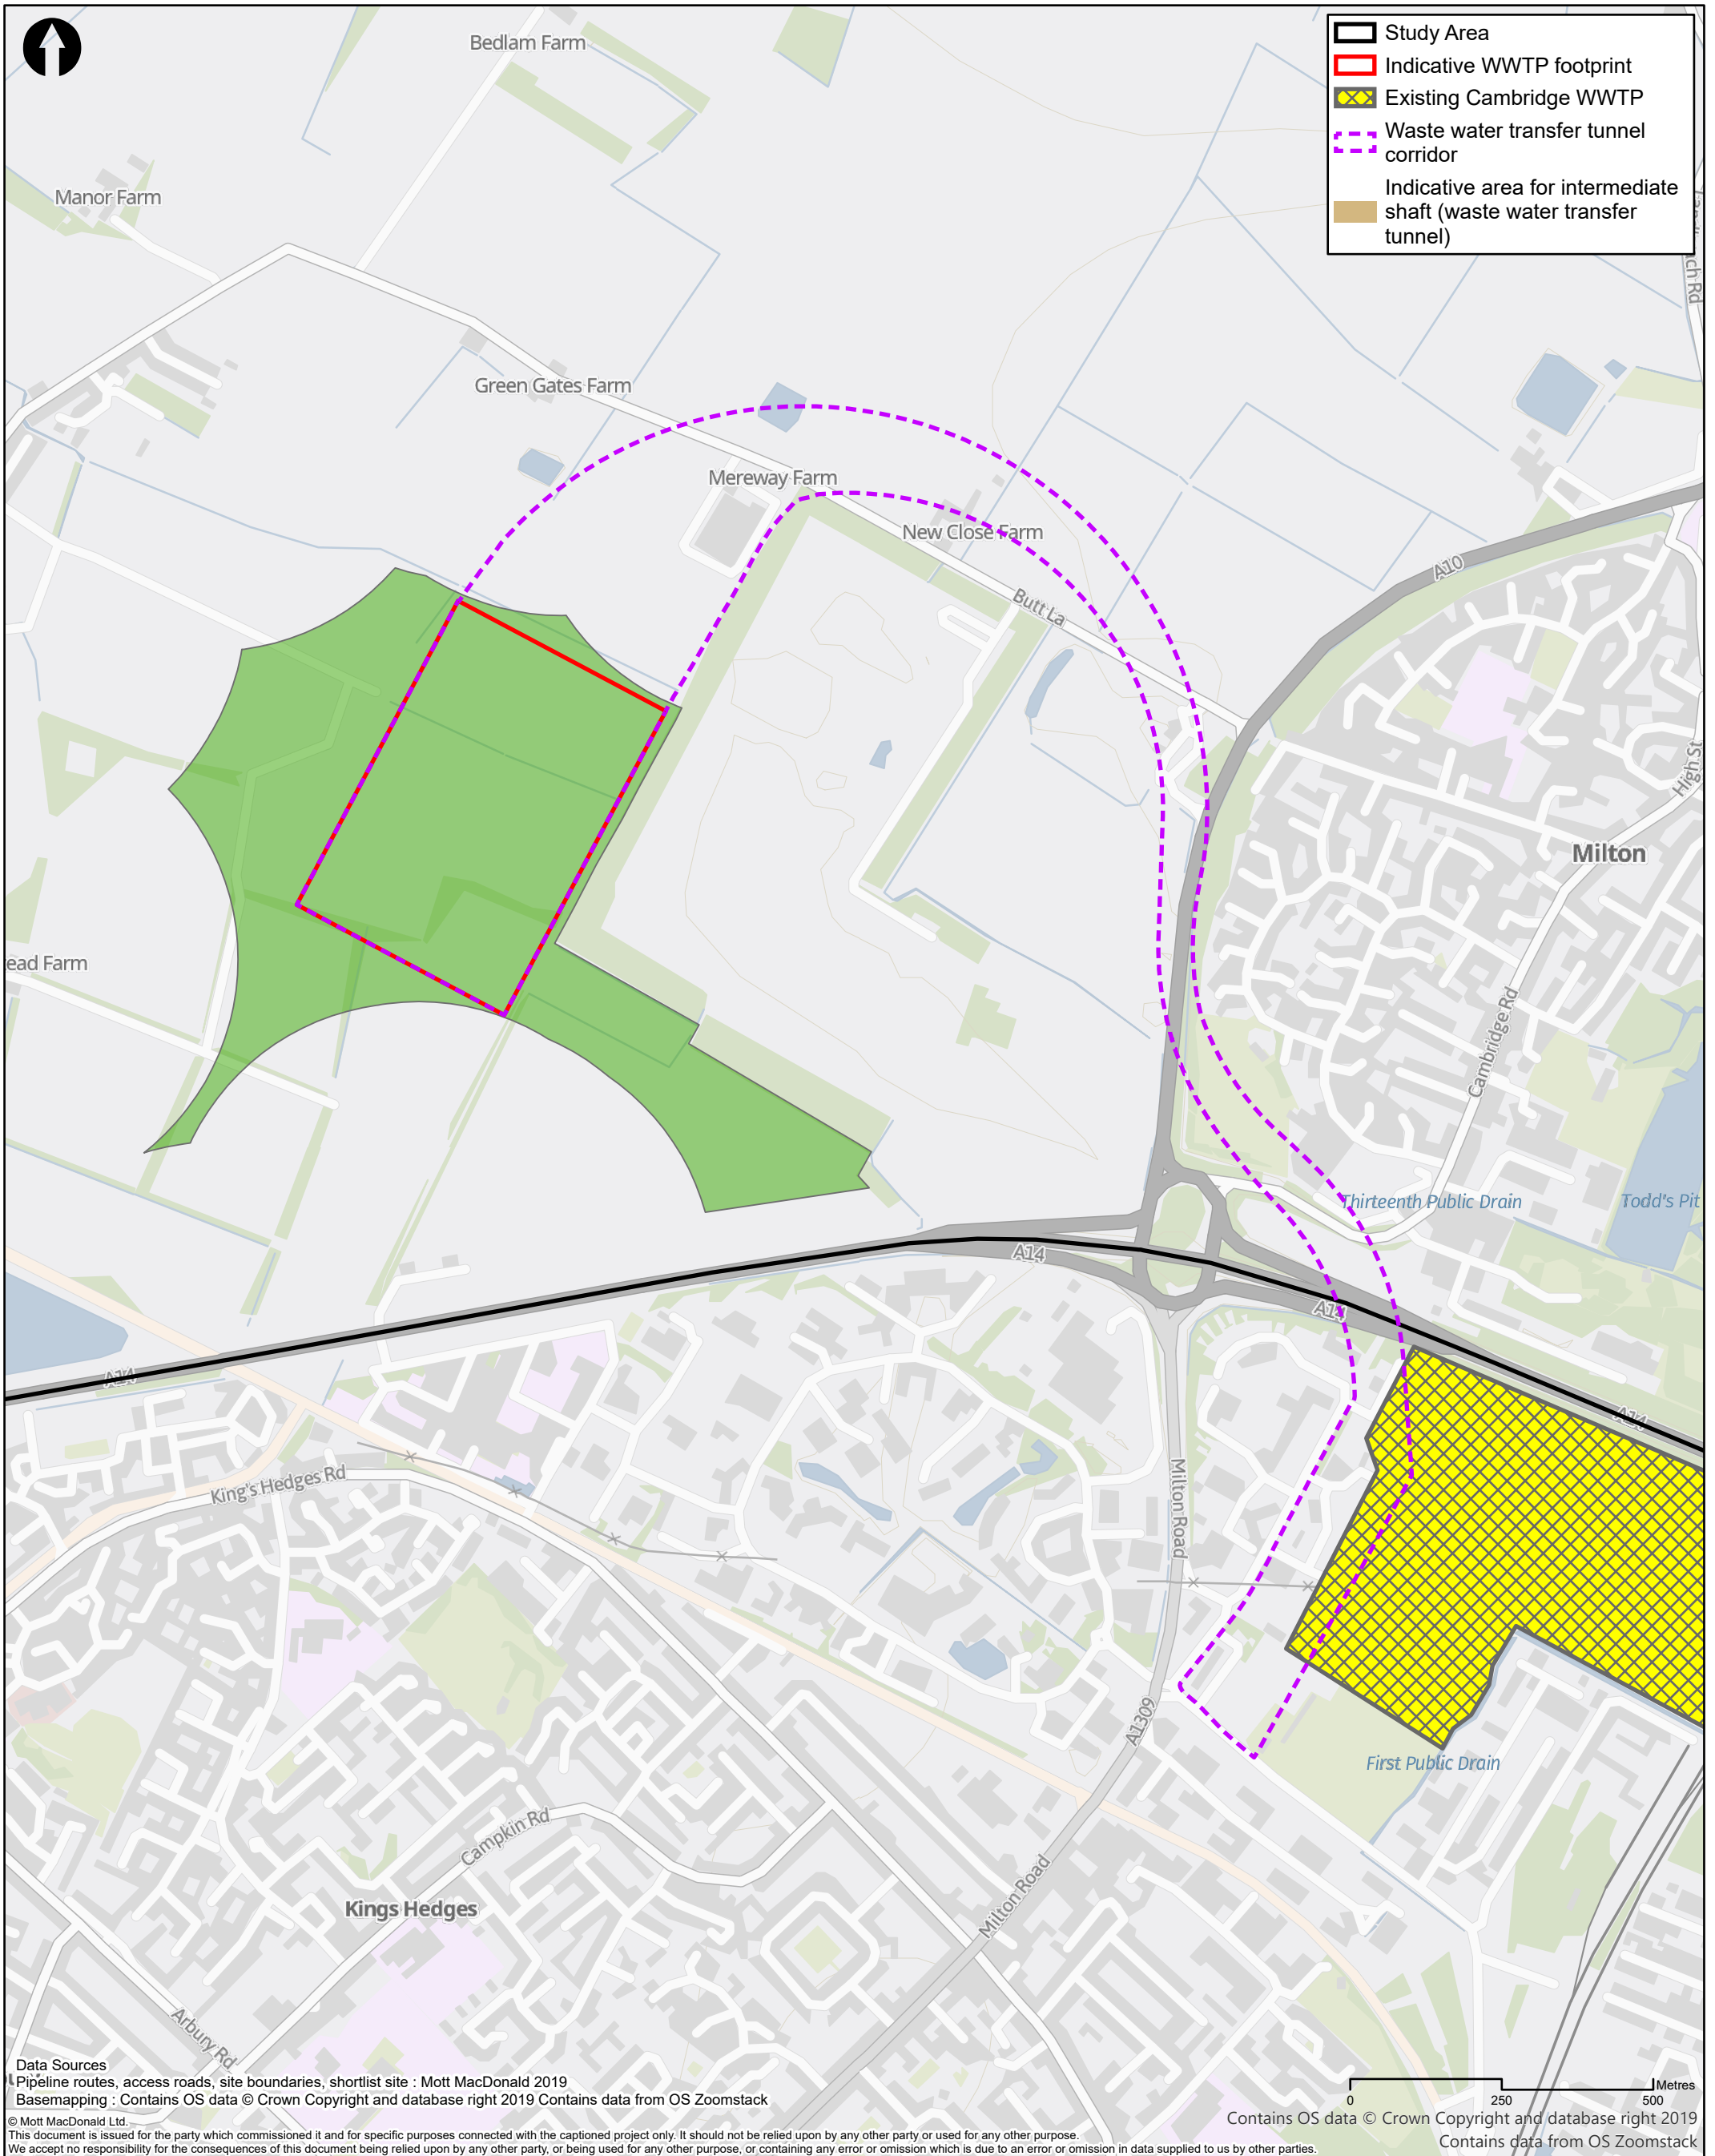 Study Area
Indicative WWTP footprint
Existing Cambridge WWTP
Waste water transfer tunnel
corridor
Indicative area for intermediate
shaft (waste water transfer
tunnel)
Bedlam Farm
Manor Farm
ach Rd
Green Gates Farm
Mereway Farm
New Close Farm
A10
Butt La
High St
Milton
ead Farm
Cambridge Rd
Thirteenth Public Drain
Todd's Pit
A14
A14
A14
A14
King's Hedges Rd
Milton Road
A1309
First Public Drain
Campkin Rd
Milton Road
Kings Hedges
Arbury Rd
Data Sources
Pipeline routes, access roads, site boundaries, shortlist site : Mott MacDonald 2019
Basemapping : Contains OS data © Crown Copyright and database right 2019 Contains data from OS Zoomstack
Metres
0 250 500
Contains OS data © Crown Copyright and database right 2019
Contains data from OS Zoomstack
© Mott MacDonald Ltd.
This document is issued for the party which commissioned it and for specific purposes connected with the captioned project only. It should not be relied upon by any other party or used for any other purpose.
We accept no responsibility for the consequences of this document being relied upon by any other party, or being used for any other purpose, or containing any error or omission which is due to an error or omission in data supplied to us by other parties.